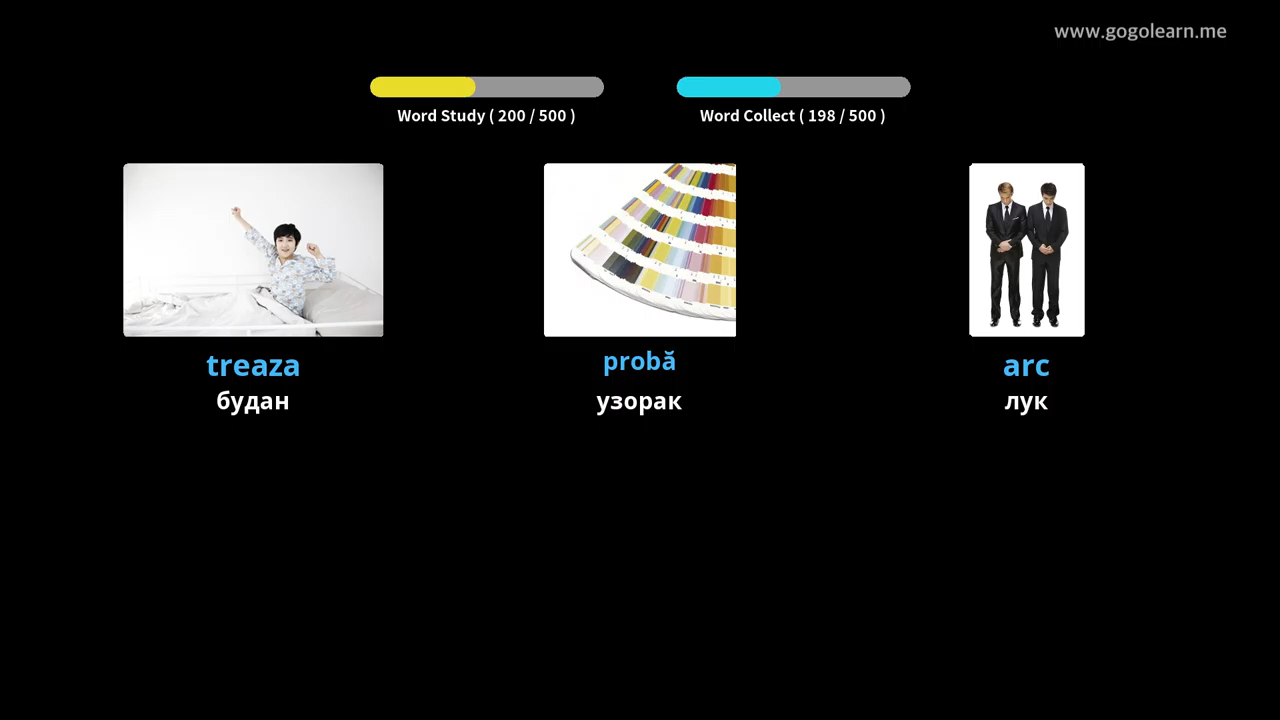 www.gogolearn.me
Word Study ( 200 / 500 )
Word Collect ( 198 / 500 )
treaza
probă
arc
будан
узорак
лук